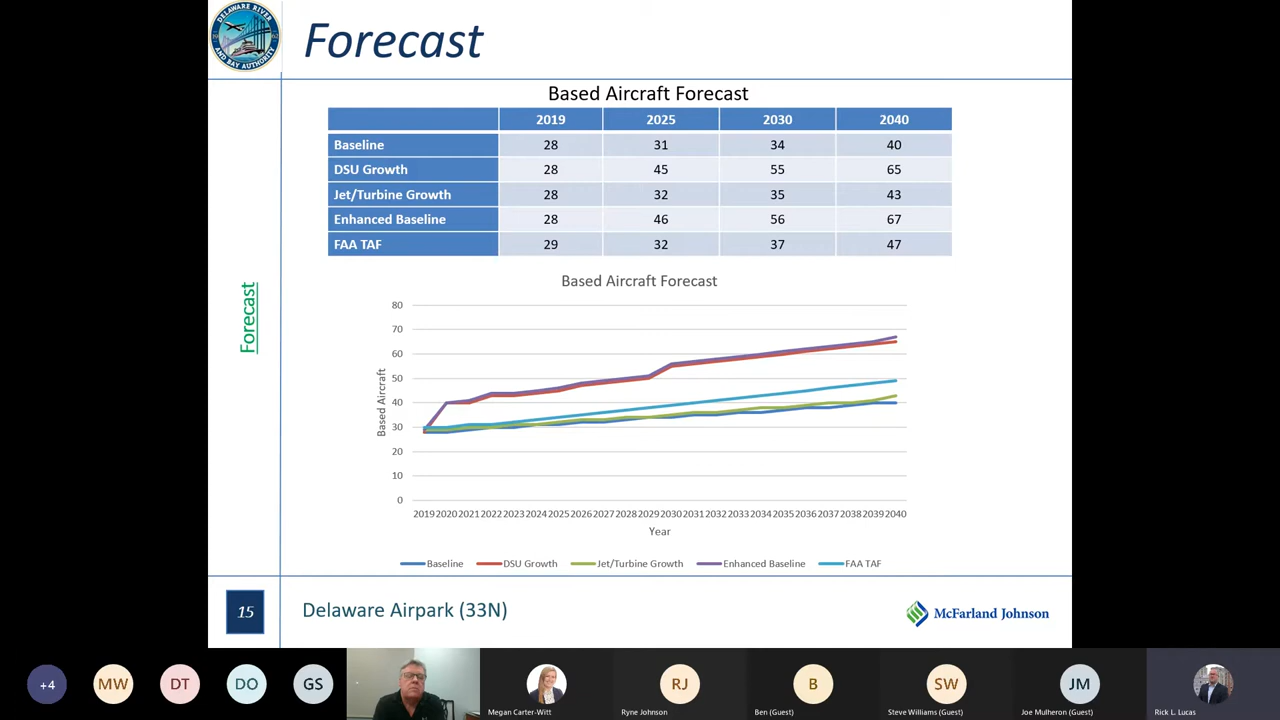 DELAWARE RIVER
AND BAY AUTHORITY
Forecast
Based Aircraft Forecast
2019 2025 2030 2040
Baseline 28 31 34 40
DSU Growth 28 45 55 65
Jet/Turbine Growth 28 32 35 43
Enhanced Baseline 28 46 56 67
FAA TAF 29 32 37 47
Forecast
Based Aircraft Forecast
Based Aircraft
80
70
60
50
40
30
20
10
0
2019 2020 2021 2022 2023 2024 2025 2026 2027 2028 2029 2030 2031 2032 2033 2034 2035 2036 2037 2038 2039 2040
Year
Baseline DSU Growth Jet/Turbine Growth Enhanced Baseline FAA TAF
15 Delaware Airpark (33N) McFarland Johnson
+4 MW DT DO GS RJ B SW JM
Megan Carter-Witt Ryne Johnson Ben (Guest) Steve Williams (Guest) Joe Mulheron (Guest) Rick L. Lucas